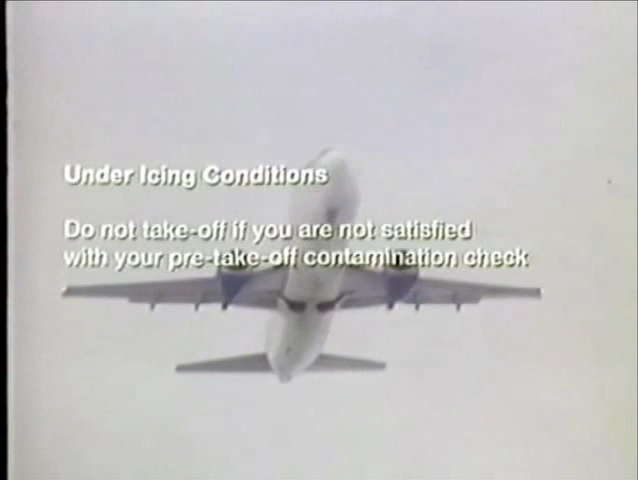 Under Icing Conditions
Do not take-off if you are not satisfied
with your pre-take-off contamination check